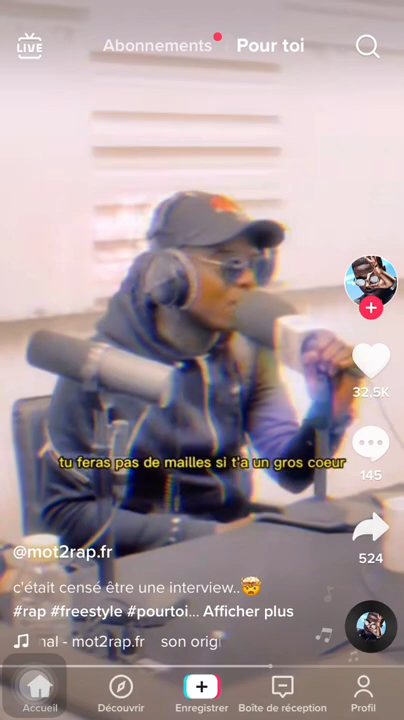 LIVE
Abonnements Pour toi
32,5K
tu feras pas de mailles si t'a un gros coeur
145
524
@mot2rap.fr
c'était censé être une interview..🤯
#rap #freestyle #pourtoi... Afficher plus
nal - mot2rap.fr son orig
Accueil Découvrir Enregistrer Boîte de réception Profil